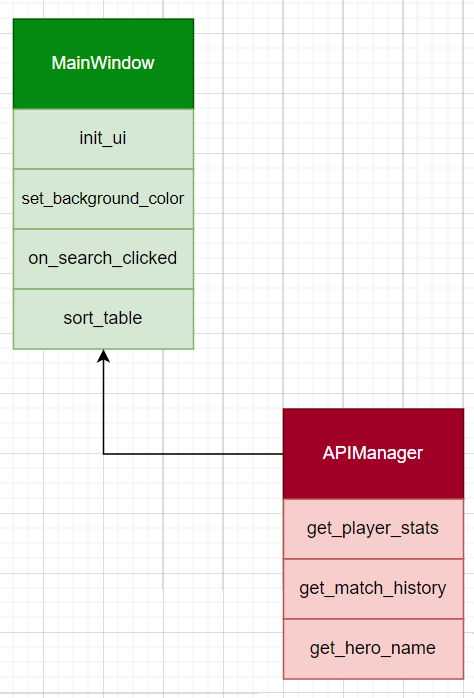 MainWindow
init_ui
set_background_color
on_search_clicked
sort_table
APIManager
get_player_stats
get_match_history
get_hero_name